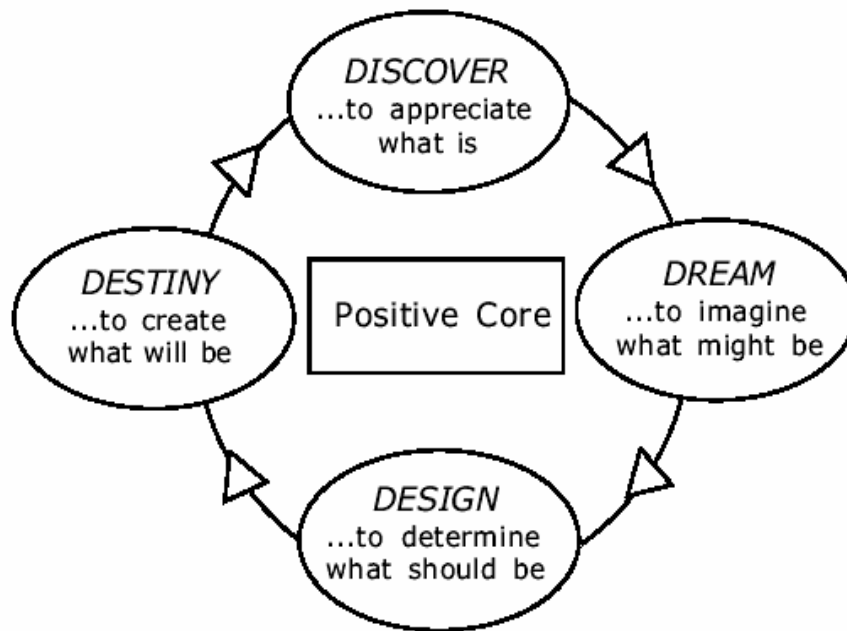 DISCOVER
...to appreciate
what is
DESTINY
...to create
what will be
Positive Core
DREAM
...to imagine
what might be
DESIGN
...to determine
what should be